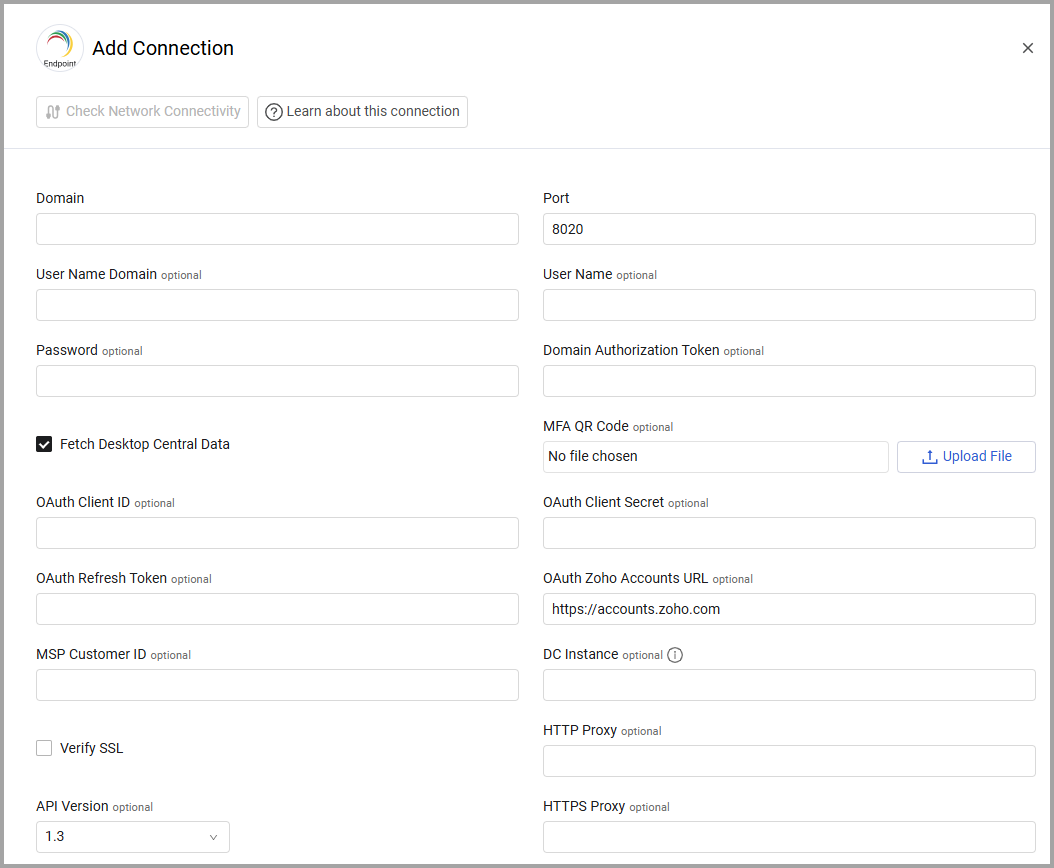 Endpoint
Add Connection
Check Network Connectivity
? Learn about this connection
Domain
Port
8020
User Name Domain optional
User Name optional
Password optional
Domain Authorization Token optional
Fetch Desktop Central Data
MFA QR Code optional
No file chosen
Upload File
OAuth Client ID optional
OAuth Client Secret optional
OAuth Refresh Token optional
OAuth Zoho Accounts URL optional
https://accounts.zoho.com
MSP Customer ID optional
DC Instance optional
Verify SSL
HTTP Proxy optional
API Version optional
1.3
HTTPS Proxy optional